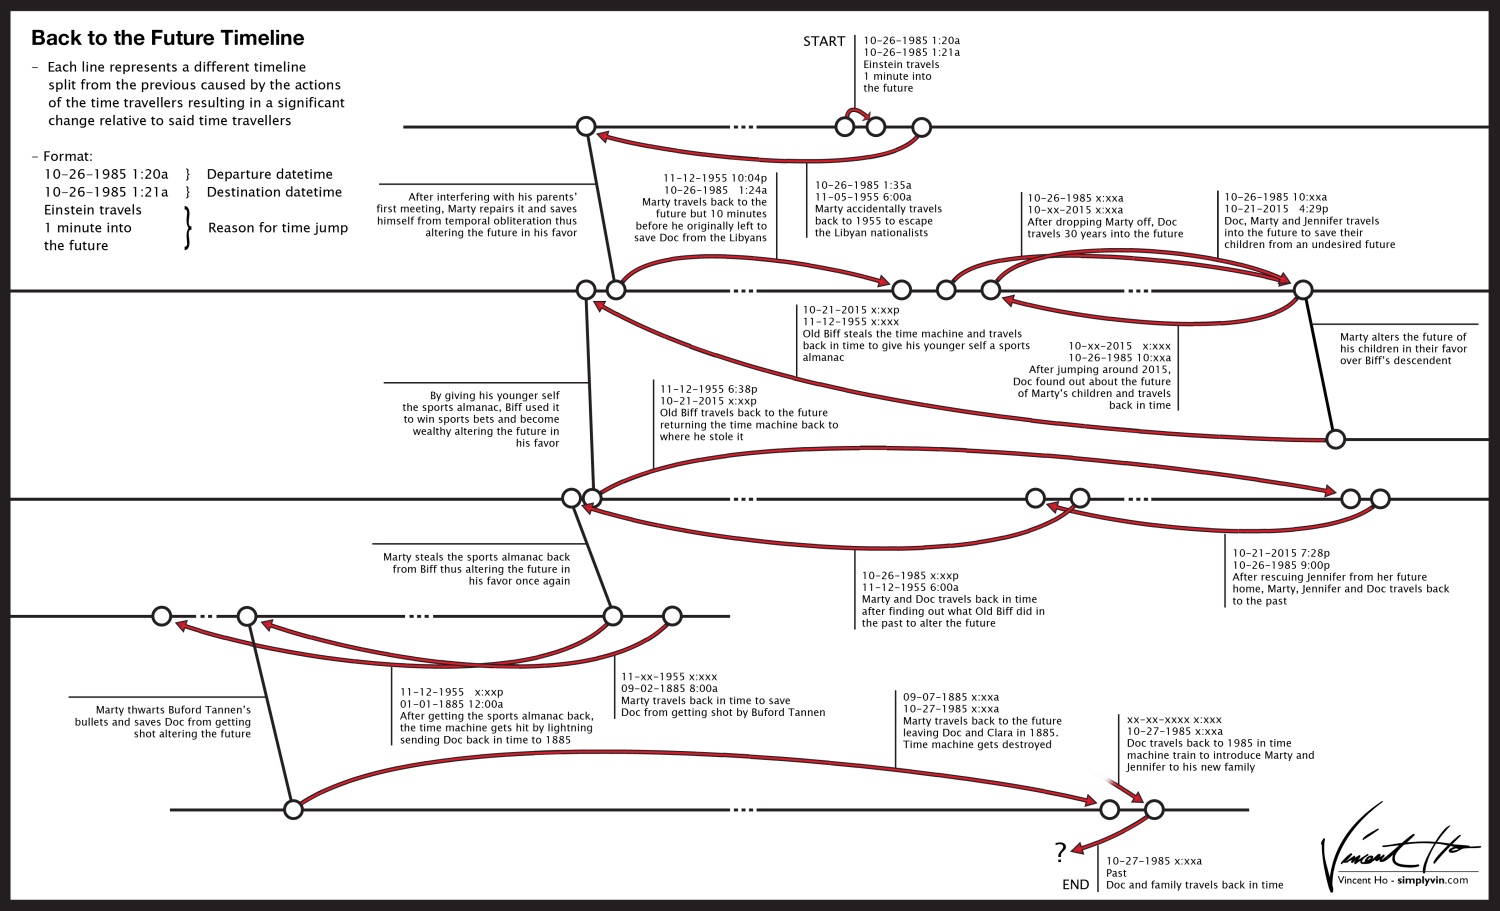 Back to the Future Timeline
– Each line represents a different timeline
split from the previous caused by the actions
of the time travellers resulting in a significant
change relative to said time travellers
– Format:
10-26-1985 1:20a } Departure datetime
10-26-1985 1:21a } Destination datetime
Einstein travels
1 minute into
the future
} Reason for time jump
START
10-26-1985 1:20a
10-26-1985 1:21a
Einstein travels
1 minute into
the future
After interfering with his parents'
first meeting, Marty repairs it and saves
himself from temporal obliteration thus
altering the future in his favor
11-12-1955 10:04p
10-26-1985 1:24a
Marty travels back to the
future but 10 minutes
before he originally left to
save Doc from the Libyans
10-26-1985 1:35a
11-05-1955 6:00a
Marty accidentally travels
back to 1955 to escape
the Libyan nationalists
10-26-1985 x:xxa
10-xx-2015 x:xxa
After dropping Marty off, Doc
travels 30 years into the future
10-26-1985 10:xxa
10-21-2015 4:29p
Doc, Marty and Jennifer travels
into the future to save their
children from an undesired future
10-21-2015 x:xxp
11-12-1955 x:xxx
Old Biff steals the time machine and travels
back in time to give his younger self a sports
almanac
10-xx-2015 x:xxx
10-26-1985 10:xxa
After jumping around 2015,
Doc found out about the future
of Marty's children and travels
back in time
Marty alters the future of
his children in their favor
over Biff's descendent
By giving his younger self
the sports almanac, Biff used it
to win sports bets and become
wealthy altering the future in
his favor
11-12-1955 6:38p
10-21-2015 x:xxp
Old Biff travels back to the future
returning the time machine back to
where he stole it
Marty steals the sports almanac back
from Biff thus altering the future in
his favor once again
10-26-1985 x:xxp
11-12-1955 6:00a
Marty and Doc travels back in time
after finding out what Old Biff did in
the past to alter the future
10-21-2015 7:28p
10-26-1985 9:00p
After rescuing Jennifer from her future
home, Marty, Jennifer and Doc travels back
to the past
Marty thwarts Buford Tannen's
bullets and saves Doc from getting
shot altering the future
11-12-1955 x:xxp
01-01-1885 12:00a
After getting the sports almanac back,
the time machine gets hit by lightning
sending Doc back in time to 1885
11-xx-1955 x:xxx
09-02-1885 8:00a
Marty travels back in time to save
Doc from getting shot by Buford Tannen
09-07-1885 x:xxa
10-27-1985 x:xxa
Marty travels back to the future
leaving Doc and Clara in 1885.
Time machine gets destroyed
xx-xx-xxxx x:xxx
10-27-1985 x:xxa
Doc travels back to 1985 in time
machine train to introduce Marty and
Jennifer to his new family
?
END
10-27-1985 x:xxa
Past
Doc and family travels back in time
Vincent Ho
Vincent Ho - simplyvin.com